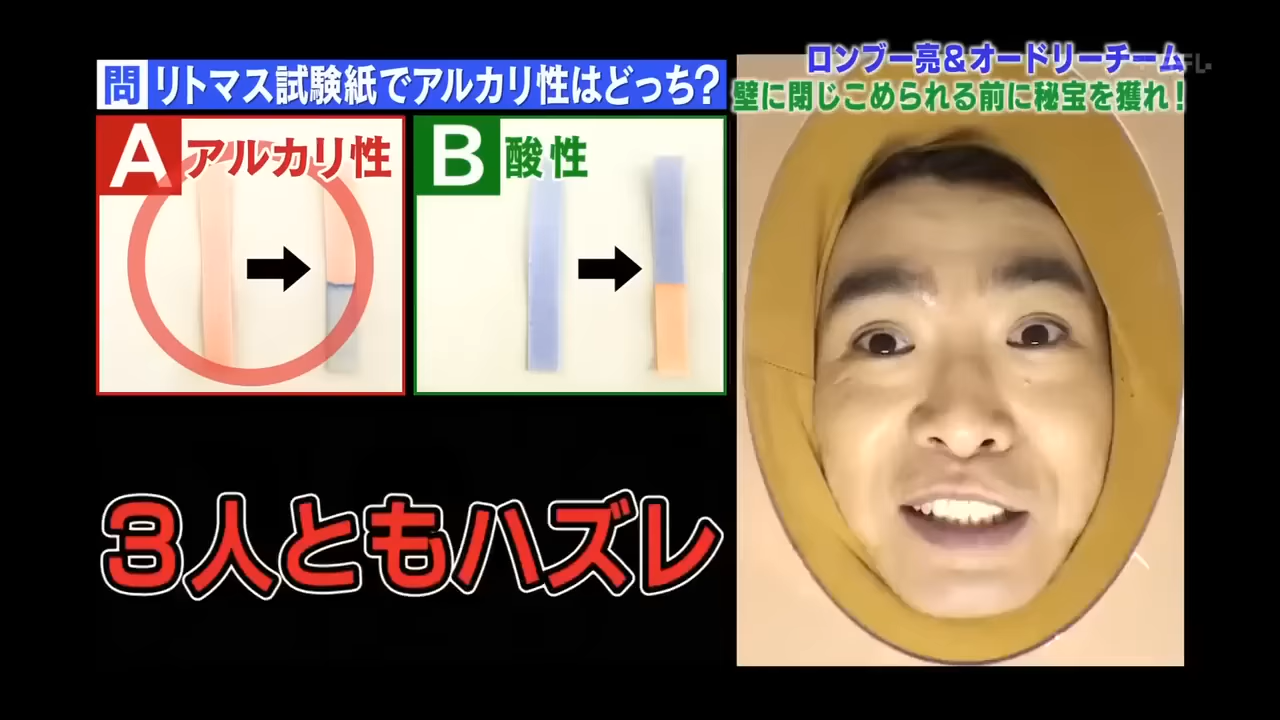 ロンブー亮&オードリーチーム
壁に閉じこめられる前に秘宝を獲れ!
問 リトマス試験紙でアルカリ性はどっち?
A アルカリ性
B 酸性
3人ともハズレ